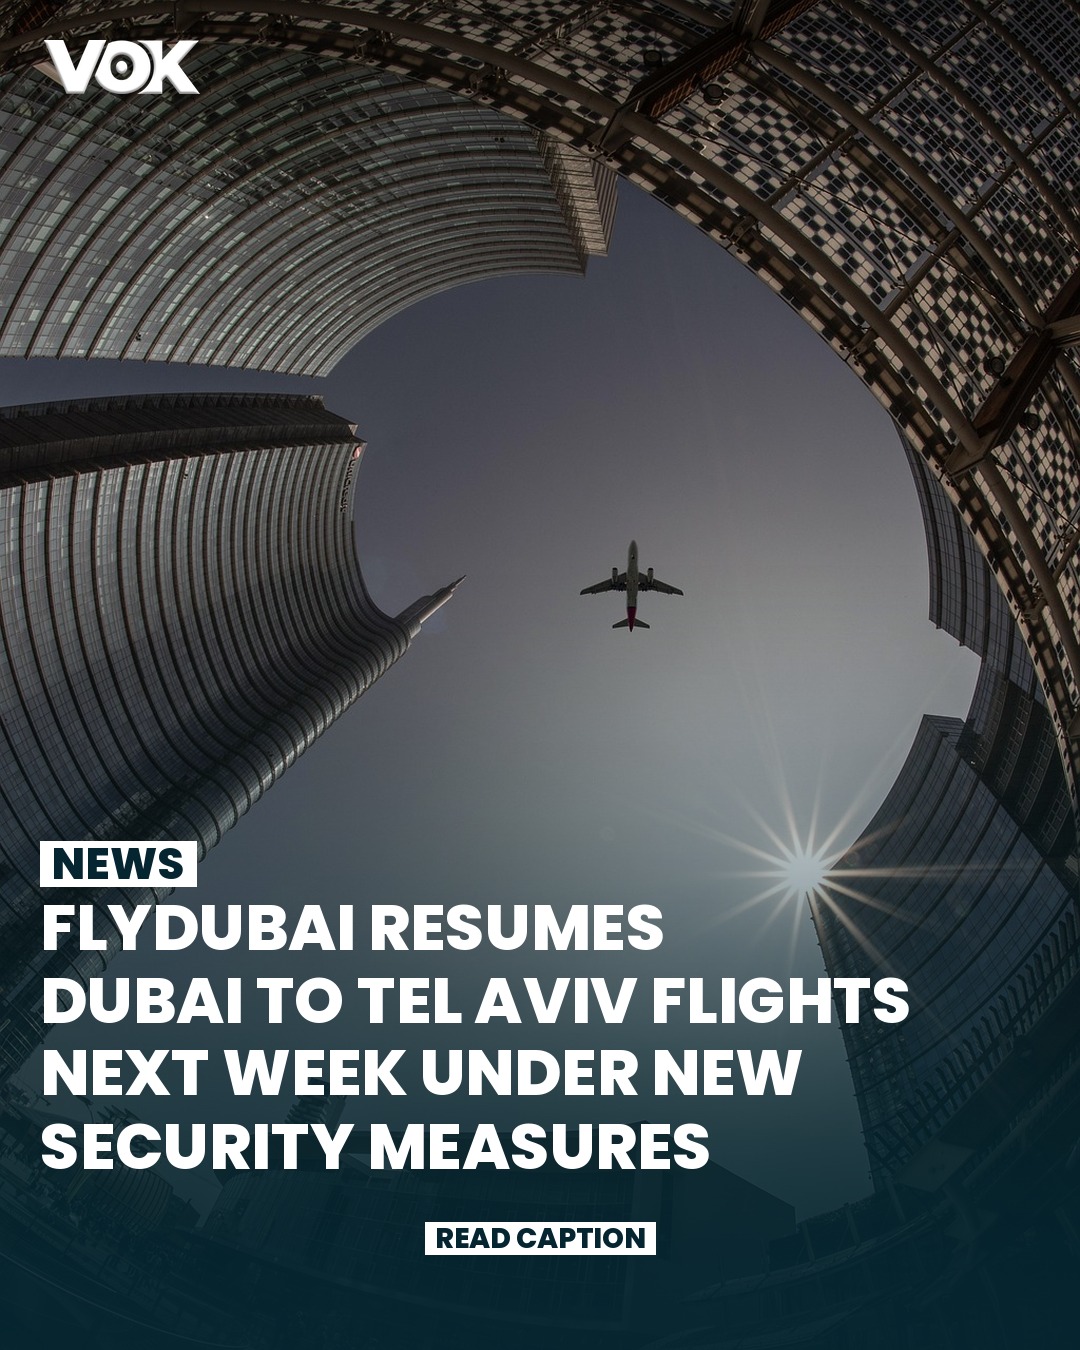 VOK
NEWS
FLYDUBAI RESUMES
DUBAI TO TEL AVIV FLIGHTS
NEXT WEEK UNDER NEW
SECURITY MEASURES
READ CAPTION